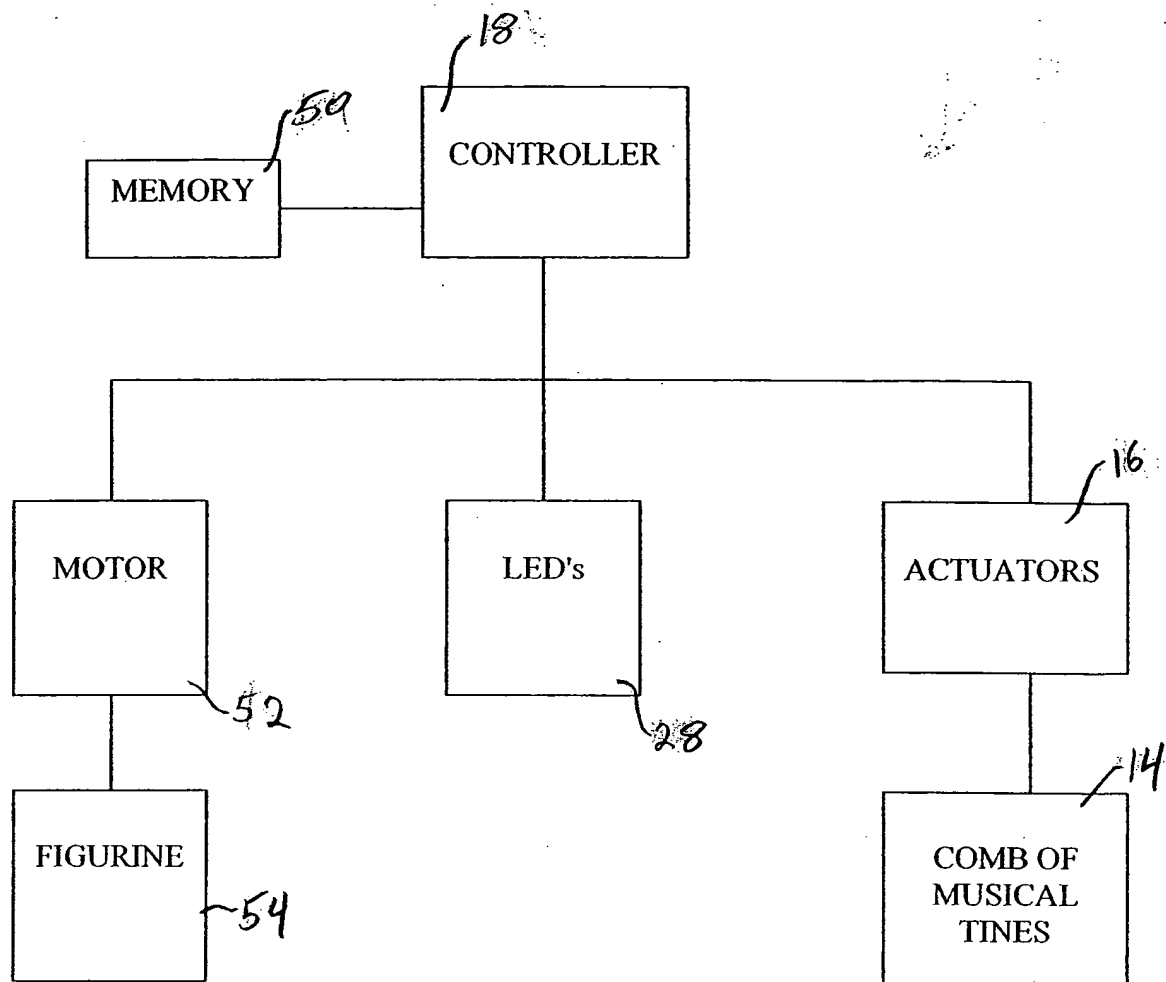 18
50
CONTROLLER
MEMORY
16
MOTOR
LED's
ACTUATORS
52
28
14
FIGURINE
COMB OF
MUSICAL
TINES
54